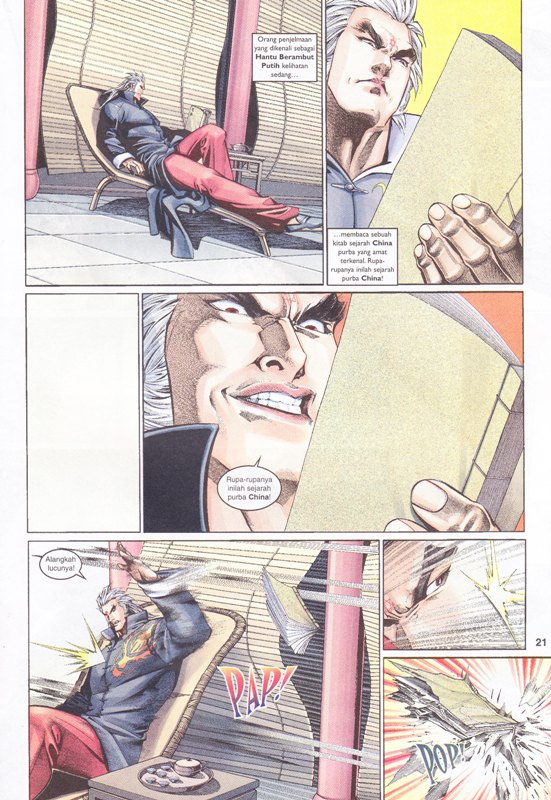 Orang penjelmaan
yang dikenali sebagai
Hantu Berambut
Putih kelihatan
sedang...
...membaca sebuah
kitab sejarah China
purba yang amat
terkenal. Rupa-
rupanya inilah sejarah
purba China!
Rupa-rupanya
inilah sejarah
purba China!
Alangkah
lucunya!
PAP!
21
POP!